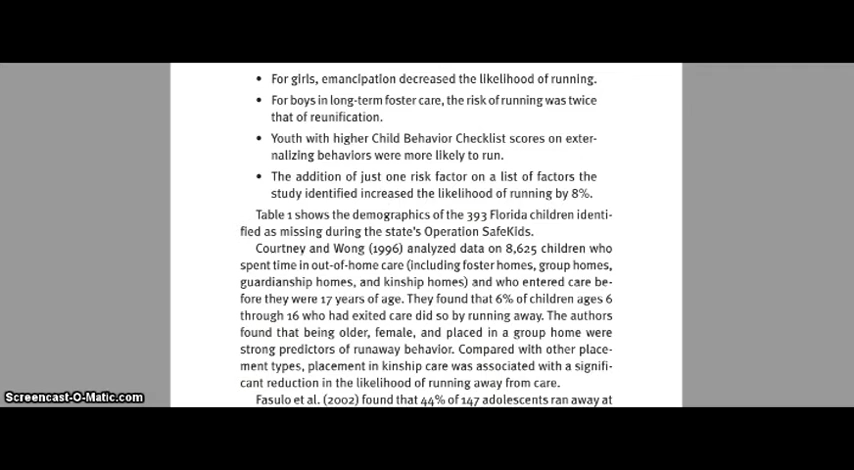 • For girls, emancipation decreased the likelihood of running.
• For boys in long-term foster care, the risk of running was twice
that of reunification.
• Youth with higher Child Behavior Checklist scores on exter-
nalizing behaviors were more likely to run.
• The addition of just one risk factor on a list of factors the
study identified increased the likelihood of running by 8%.
Table 1 shows the demographics of the 393 Florida children identi-
fied as missing during the state's Operation SafeKids.
Courtney and Wong (1996) analyzed data on 8,625 children who
spent time in out-of-home care (including foster homes, group homes,
guardianship homes, and kinship homes) and who entered care be-
fore they were 17 years of age. They found that 6% of children ages 6
through 16 who had exited care did so by running away. The authors
found that being older, female, and placed in a group home were
strong predictors of runaway behavior. Compared with other place-
ment types, placement in kinship care was associated with a signifi-
cant reduction in the likelihood of running away from care.
Fasulo et al. (2002) found that 44% of 147 adolescents ran away at
Screencast-O-Matic.com